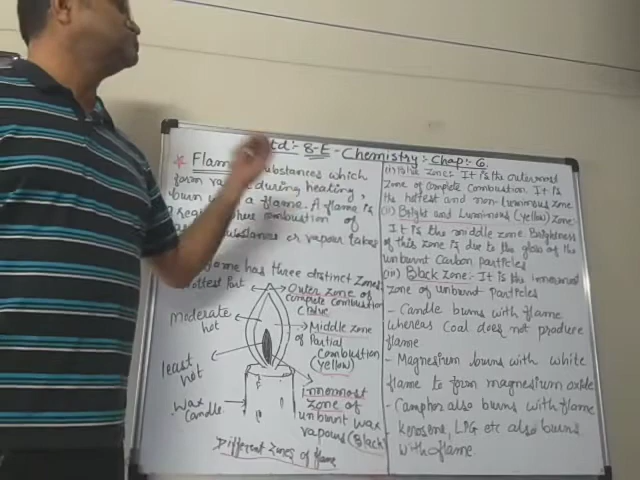 td:- 8-E - Chemistry :- Chap:- 6.
* Flam ubstances which
form va during heating,
burn w a flame. A flame is
a Regi here combustion of
Substances or vapour takes
ame has three distinct zones
ottest Part
Outer zone of
complete combustion
(blue
Moderate
hot
Middle zone
of Partial
Combustion
(yellow)
least
hot
innermost
zone of
unburnt wax
vapours (Black)
Wax
Candle
Different Zones of flame
(i) Blue zone:- It is the outermost
zone of complete combustion. It is
the hottest and non-luminous zone
(ii) Bright and Luminous (yellow) zone:
It is the middle zone. Brightness
of this zone is due to the glow of the
unburnt Carbon particles
(iii) Black zone:- It is the innermost
zone of unburnt particles
- Candle burns with flame
whereas Coal does not produce
flame
- Magnesium burns with white
flame to form magnesium oxide
- Camphor also burns with flame
- kerosene, LPG etc also burns
with flame